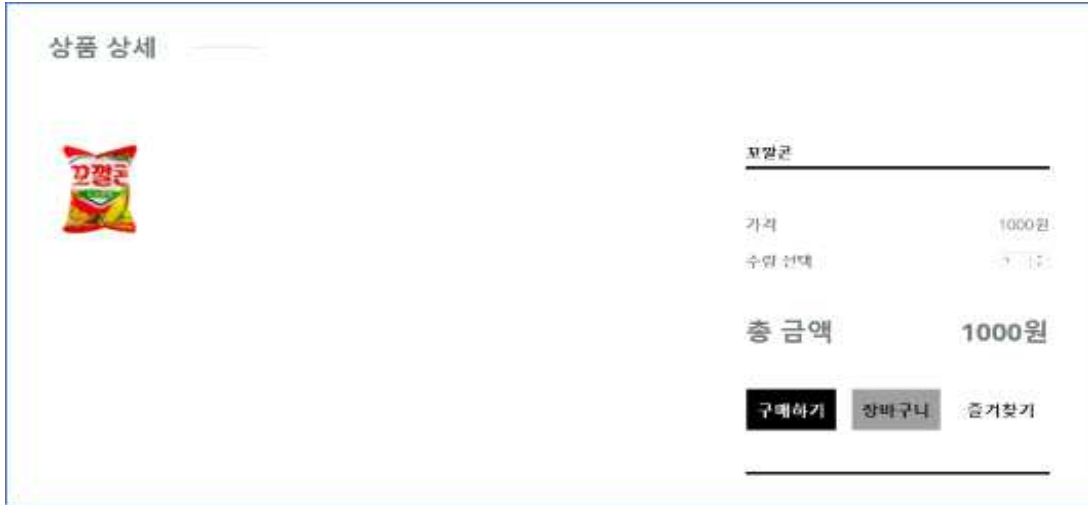 상품 상세
꼬깔콘
꼬깔콘
가격 1000원
수량 선택
총 금액 1000원
구매하기 장바구니 즐겨찾기